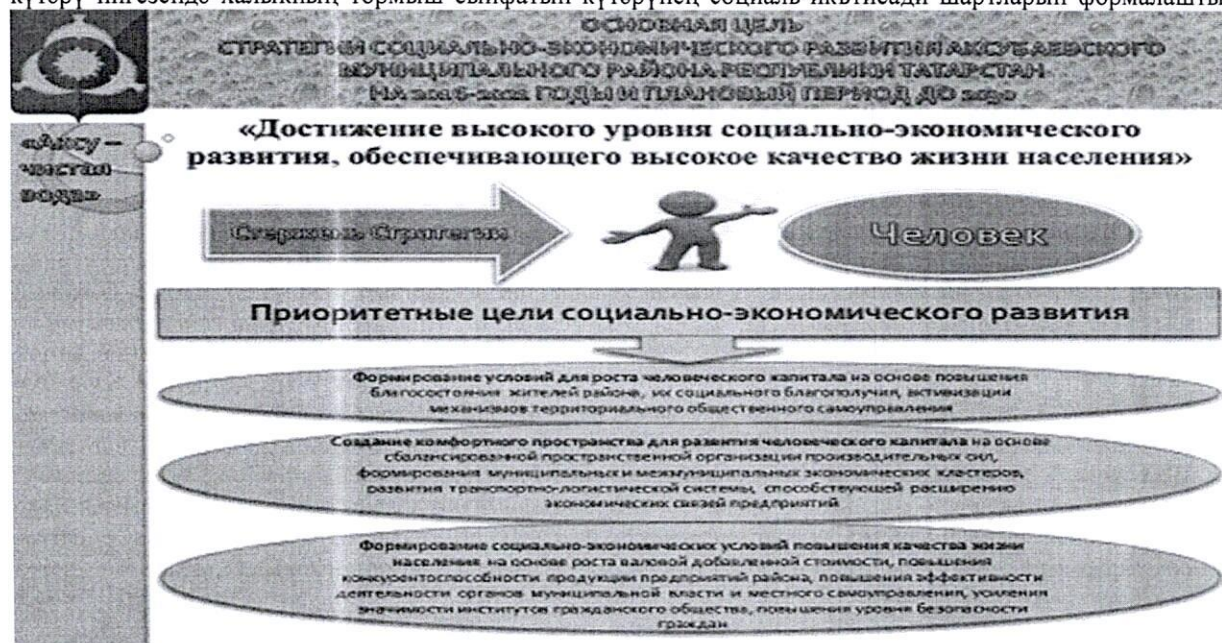 күтәрү нигезендә халыкның тормыш сыйфатын күтәрүнең социаль-икътисади шартларын формалашты
ОСНОВНАЯ ЦЕЛЬ
СТРАТЕГИИ СОЦИАЛЬНО-ЭКОНОМИЧЕСКОГО РАЗВИТИЯ АКСУБАЕВСКОГО
МУНИЦИПАЛЬНОГО РАЙОНА РЕСПУБЛИКИ ТАТАРСТАН
НА 2016-2021 ГОДЫ И ПЛАНОВЫЙ ПЕРИОД ДО 2030
«Аксу –
чистая
вода»
«Достижение высокого уровня социально-экономического
развития, обеспечивающего высокое качество жизни населения»
Стержень Стратегии
Человек
Приоритетные цели социально-экономического развития
Формирование условий для роста человеческого капитала на основе повышения
благосостояния жителей района, их социального благополучия, активизации
механизмов территориального общественного самоуправления
Создание комфортного пространства для развития человеческого капитала на основе
сбалансированной пространственной организации производительных сил,
формирования муниципальных и межмуниципальных экономических кластеров,
развития транспортно-логистической системы, способствующей расширению
экономических связей предприятий
Формирование социально-экономических условий повышения качества жизни
населения на основе роста валовой добавленной стоимости, повышения
конкурентоспособности продукции предприятий района, повышения эффективности
деятельности органов муниципальной власти и местного самоуправления, усиления
значимости институтов гражданского общества, повышения уровня безопасности
граждан